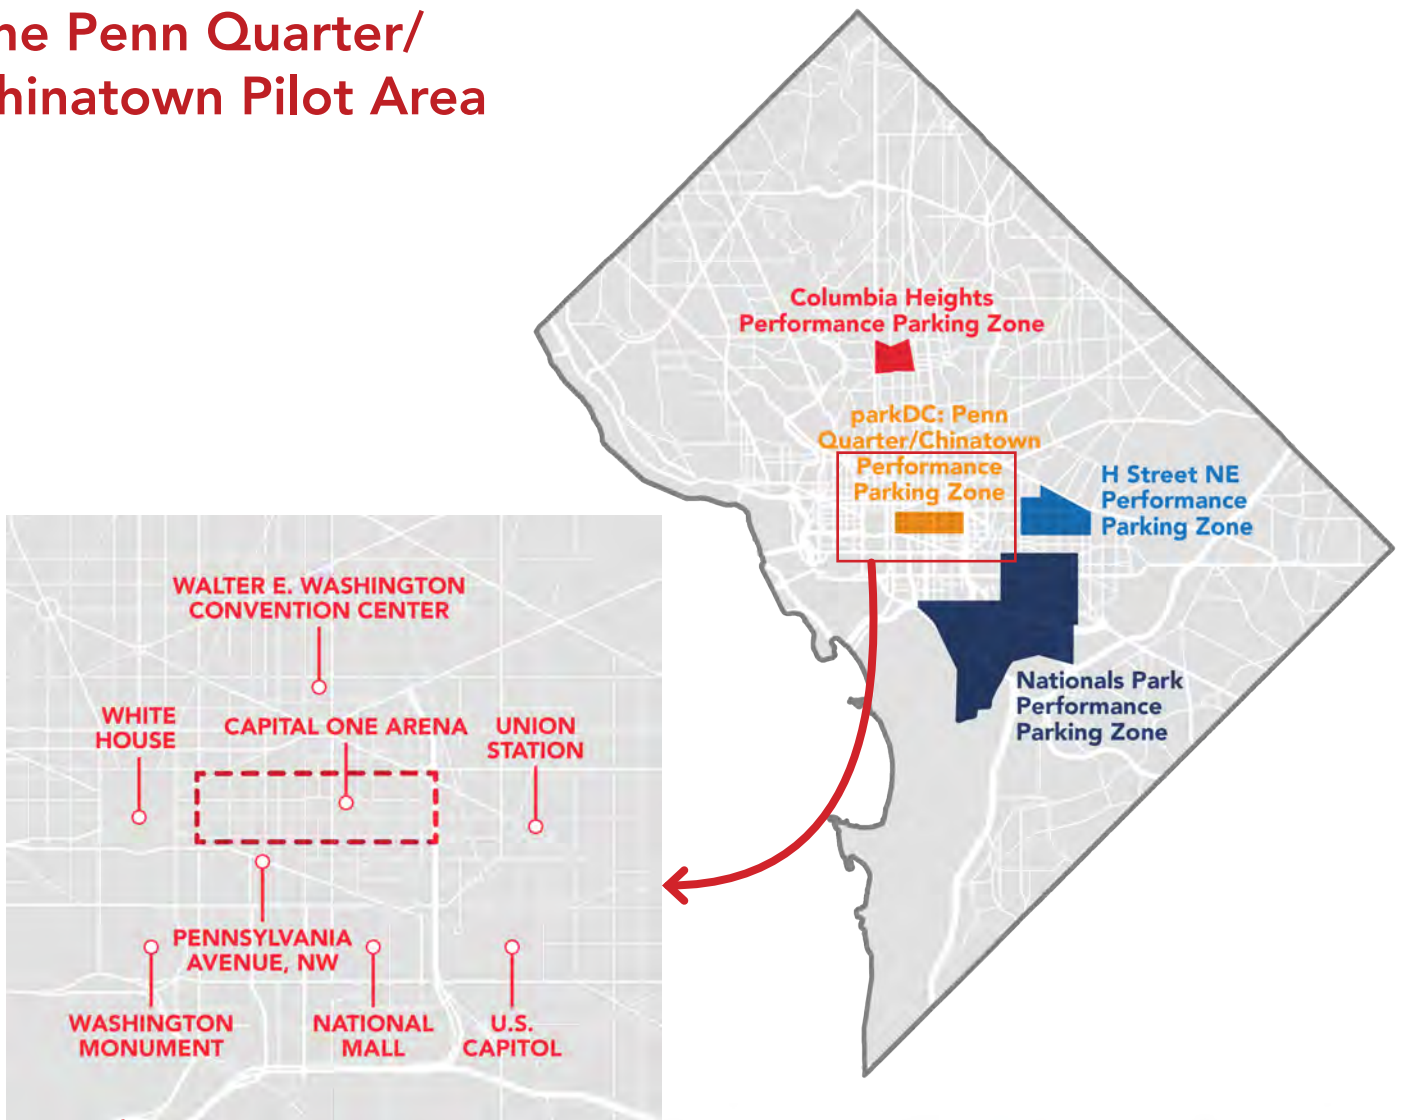 ne Penn Quarter/
hinatown Pilot Area
Columbia Heights
Performance Parking Zone
parkDC: Penn
Quarter/Chinatown
Performance
Parking Zone
H Street NE
Performance
Parking Zone
Nationals Park
Performance
Parking Zone
WALTER E. WASHINGTON
CONVENTION CENTER
WHITE
HOUSE
CAPITAL ONE ARENA
UNION
STATION
PENNSYLVANIA
AVENUE, NW
WASHINGTON
MONUMENT
NATIONAL
MALL
U.S.
CAPITOL